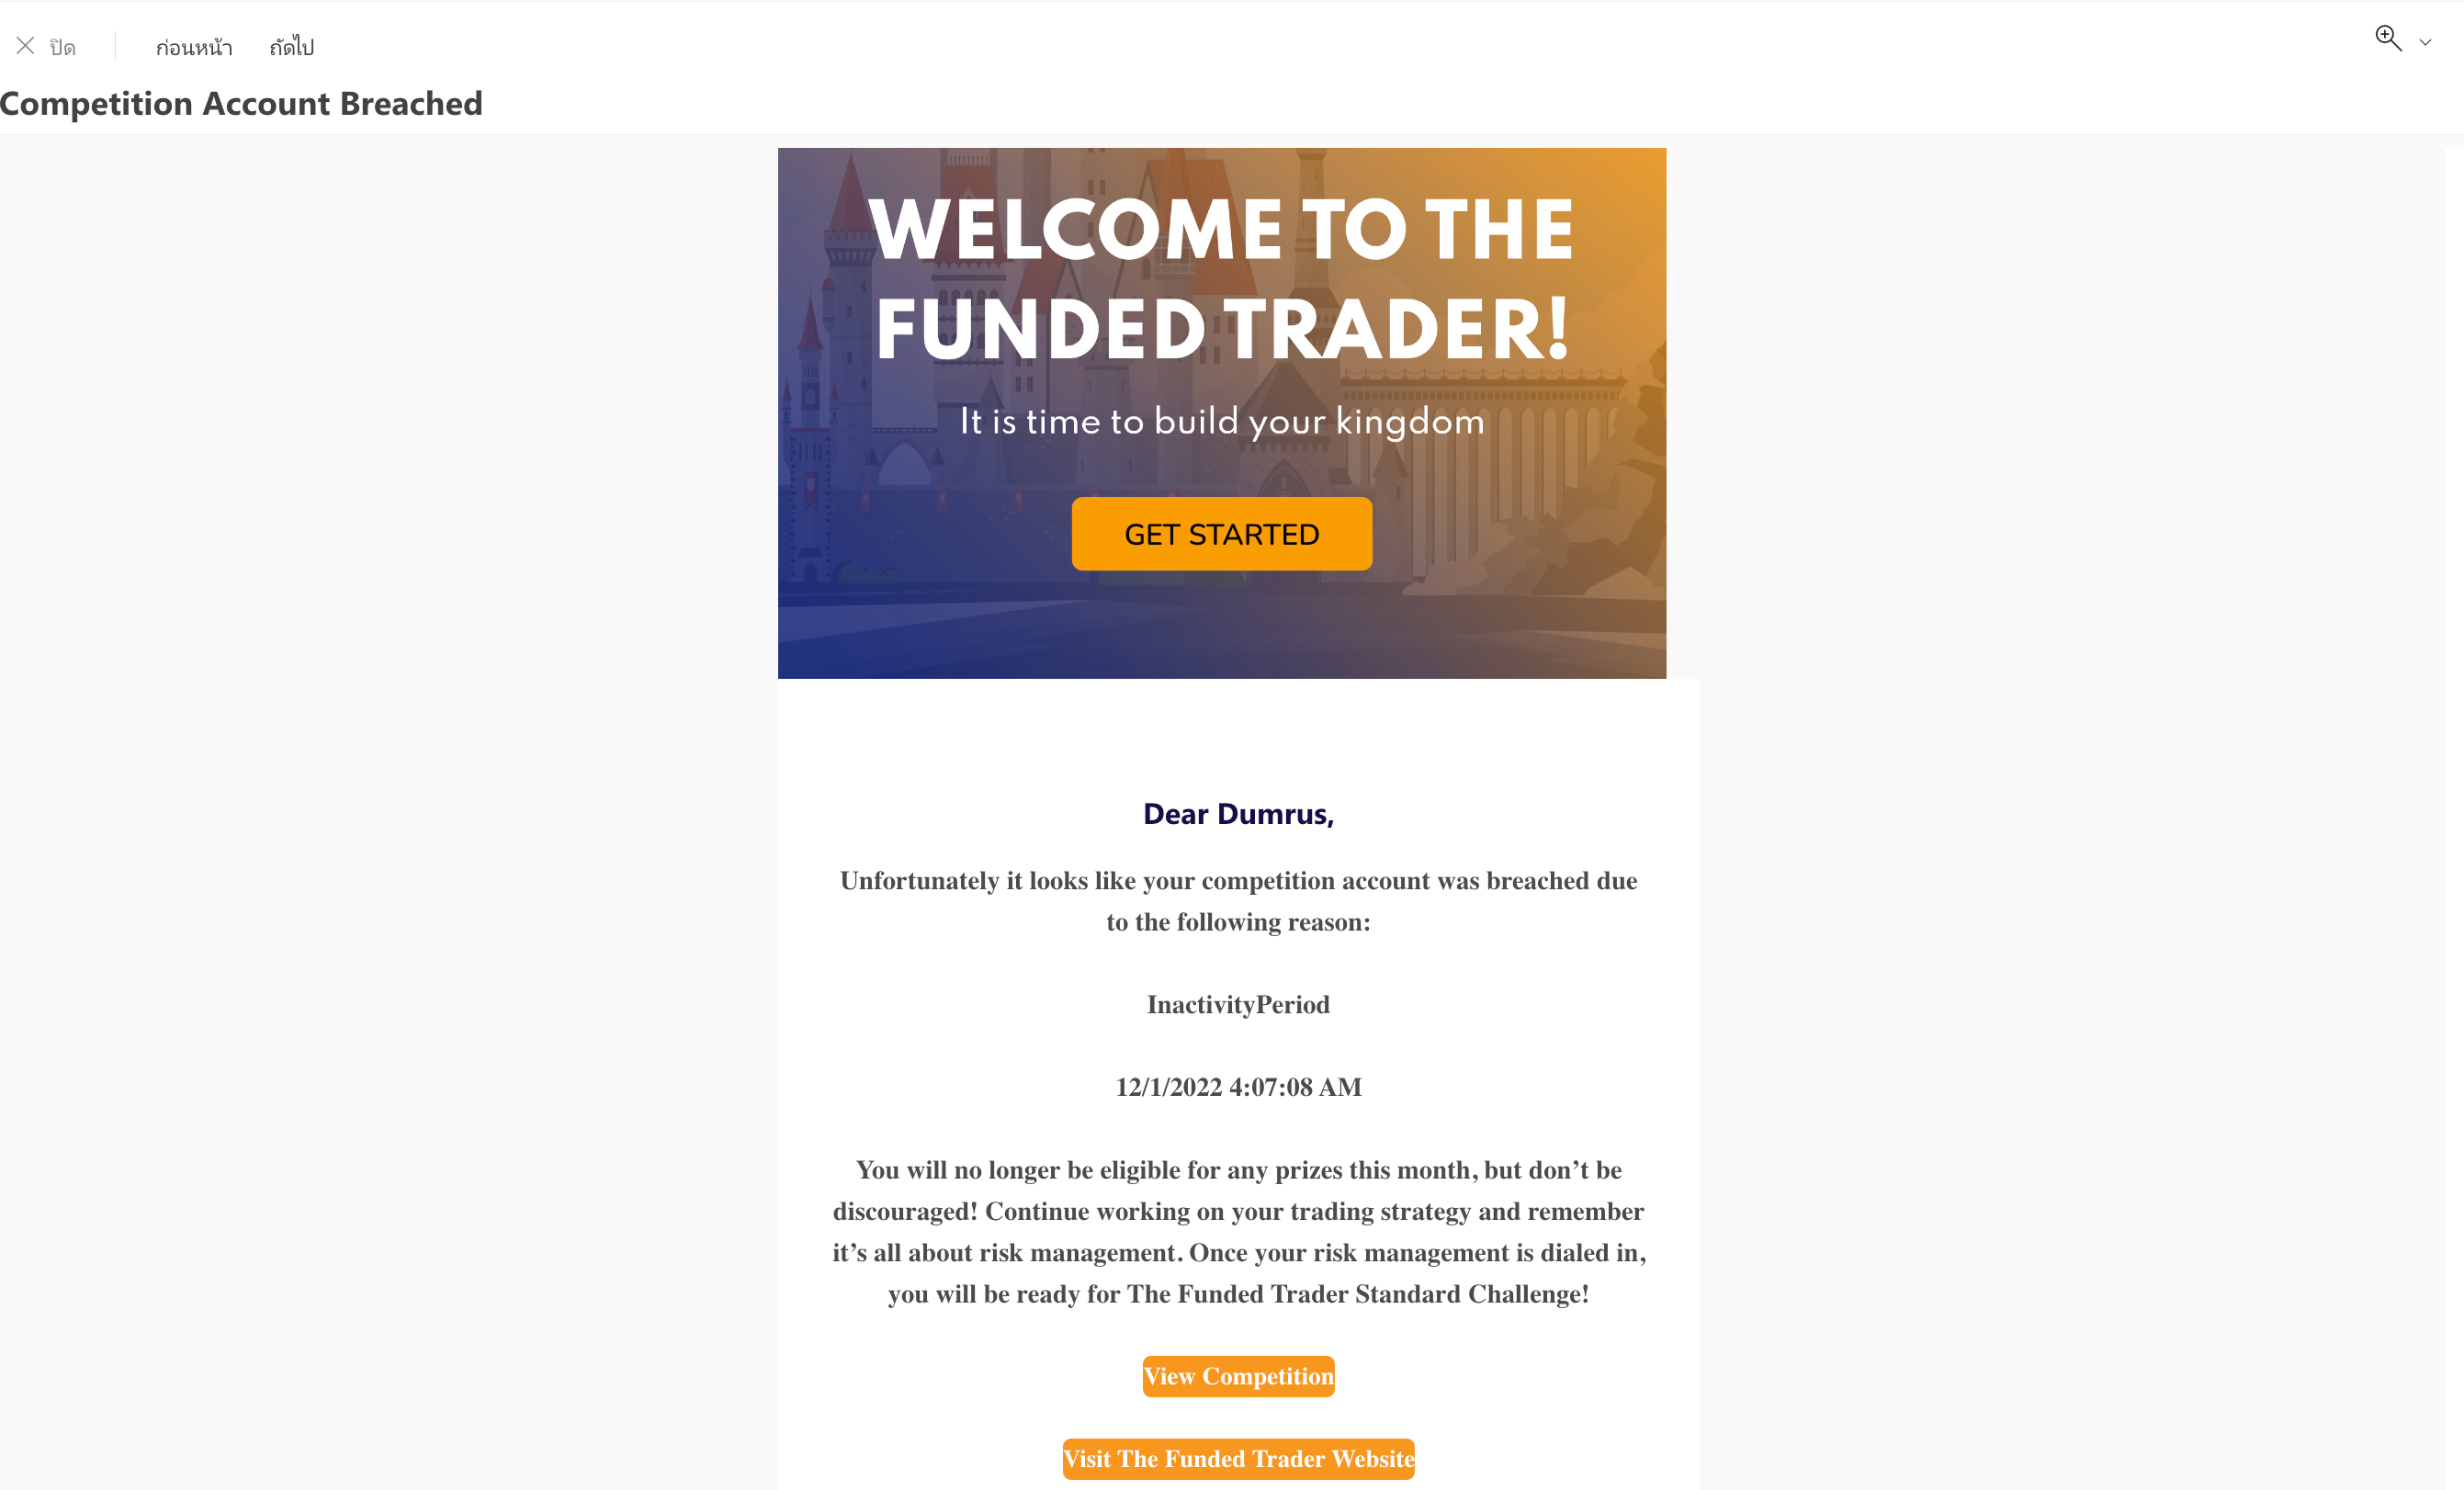 ปิด
ก่อนหน้า
ถัดไป
Competition Account Breached
WELCOME TO THE
FUNDED TRADER!
It is time to build your kingdom
GET STARTED
Dear Dumrus,
Unfortunately it looks like your competition account was breached due
to the following reason:
InactivityPeriod
12/1/2022 4:07:08 AM
You will no longer be eligible for any prizes this month, but don’t be
discouraged! Continue working on your trading strategy and remember
it’s all about risk management. Once your risk management is dialed in,
you will be ready for The Funded Trader Standard Challenge!
View Competition
Visit The Funded Trader Website